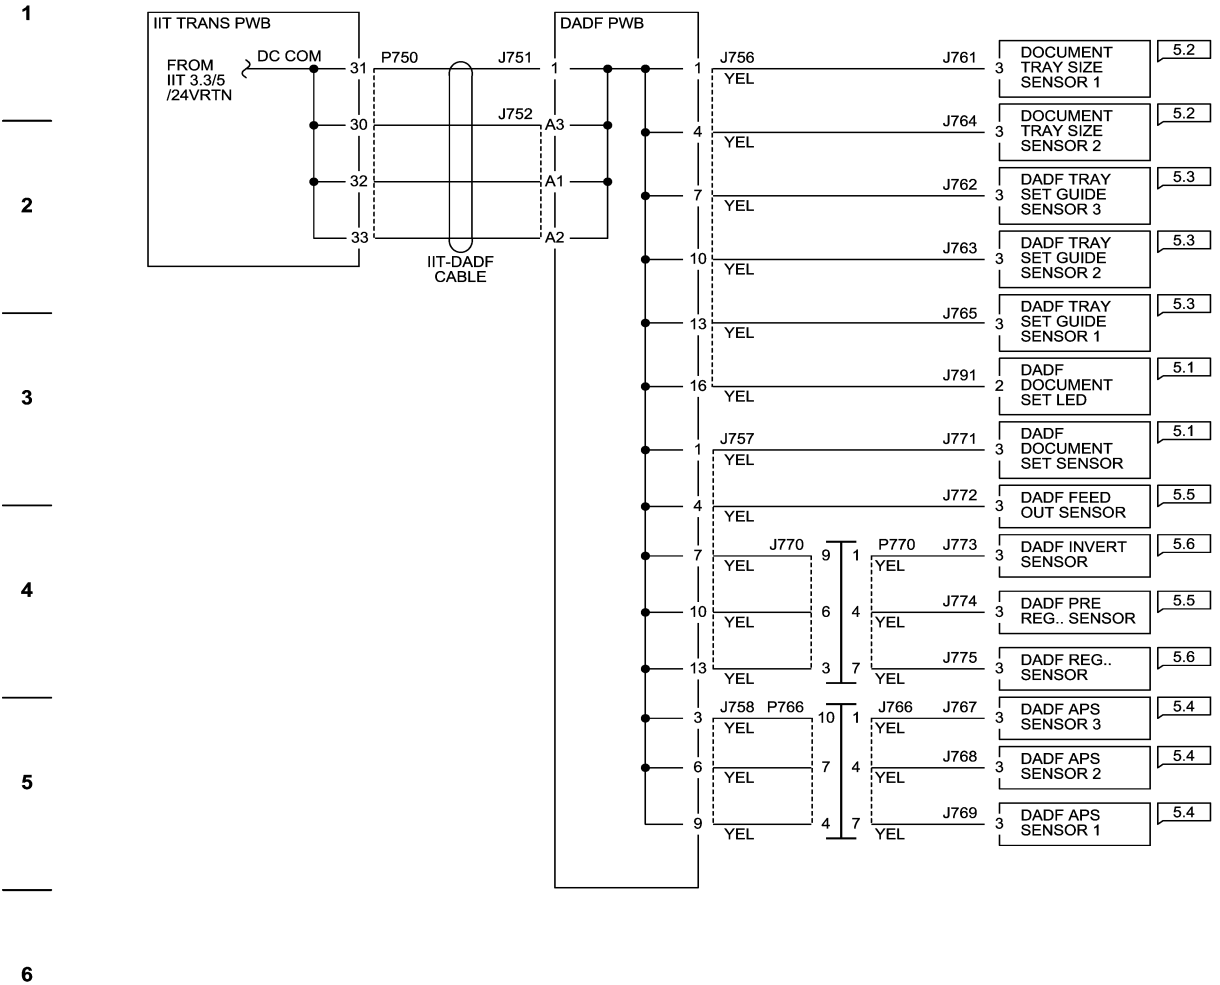 1
IIT TRANS PWB
DADF PWB
FROM
IIT 3.3/5
/24VRTN
DC COM
31
P750
J751
1
1
J756
YEL
J761
3
DOCUMENT
TRAY SIZE
SENSOR 1
5.2
30
J752
A3
4
YEL
J764
3
DOCUMENT
TRAY SIZE
SENSOR 2
5.2
2
32
A1
7
YEL
J762
3
DADF TRAY
SET GUIDE
SENSOR 3
5.3
33
A2
IIT-DADF
CABLE
10
YEL
J763
3
DADF TRAY
SET GUIDE
SENSOR 2
5.3
13
YEL
J765
3
DADF TRAY
SET GUIDE
SENSOR 1
5.3
3
16
YEL
J791
2
DADF
DOCUMENT
SET LED
5.1
1
J757
YEL
J771
3
DADF
DOCUMENT
SET SENSOR
5.1
4
YEL
J772
3
DADF FEED
OUT SENSOR
5.5
4
7
YEL
J770
9
1
P770
YEL
J773
3
DADF INVERT
SENSOR
5.6
10
YEL
6
4
YEL
J774
3
DADF PRE
REG.. SENSOR
5.5
13
YEL
3
7
YEL
J775
3
DADF REG..
SENSOR
5.6
3
J758
YEL
P766
10
1
J766
YEL
J767
3
DADF APS
SENSOR 3
5.4
5
6
YEL
7
4
YEL
J768
3
DADF APS
SENSOR 2
5.4
9
YEL
4
7
YEL
J769
3
DADF APS
SENSOR 1
5.4
6